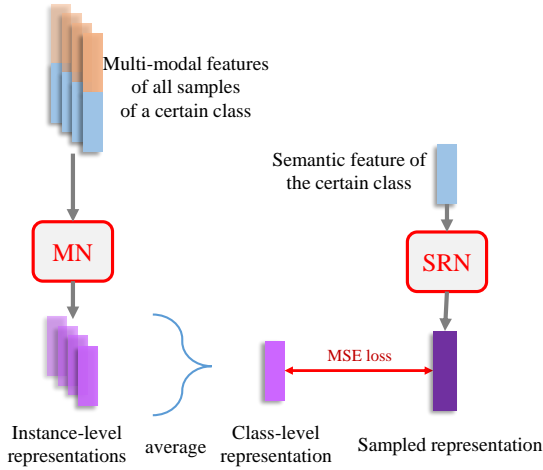 Multi-modal features
of all samples
of a certain class
Semantic feature of
the certain class
MN
SRN
MSE loss
Instance-level
representations
average
Class-level
representation
Sampled representation